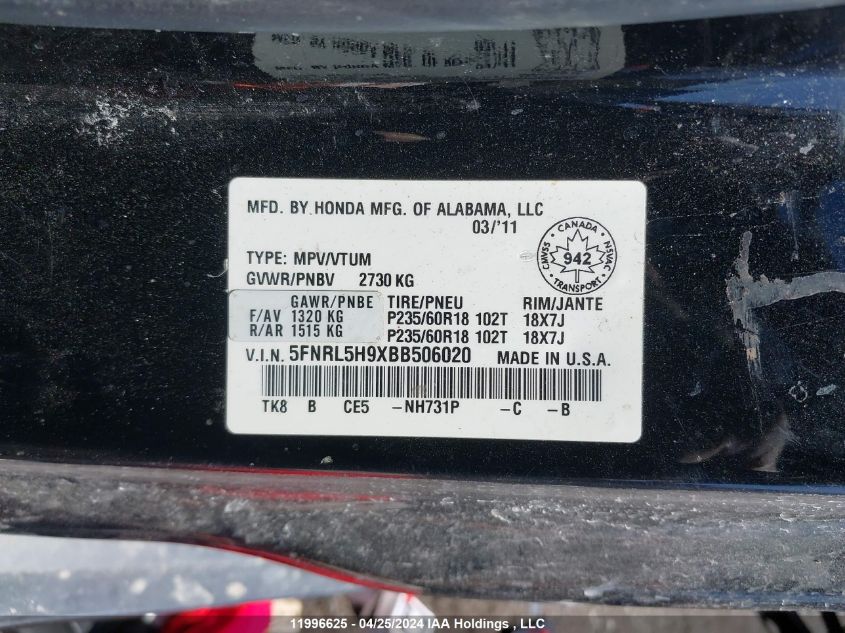 MFD. BY HONDA MFG. OF ALABAMA, LLC
03/'11
TYPE: MPV/VTUM
GVWR/PNBV 2730 KG
CANADA
CMVSS 942 NSVAC
TRANSPORT
GAWR/PNBE TIRE/PNEU RIM/JANTE
F/AV 1320 KG P235/60R18 102T 18X7J
R/AR 1515 KG P235/60R18 102T 18X7J
V.I.N. 5FNRL5H9XBB506020 MADE IN U.S.A.
TK8 B CE5 -NH731P -C -B
11996625 - 04/25/2024 IAA Holdings , LLC